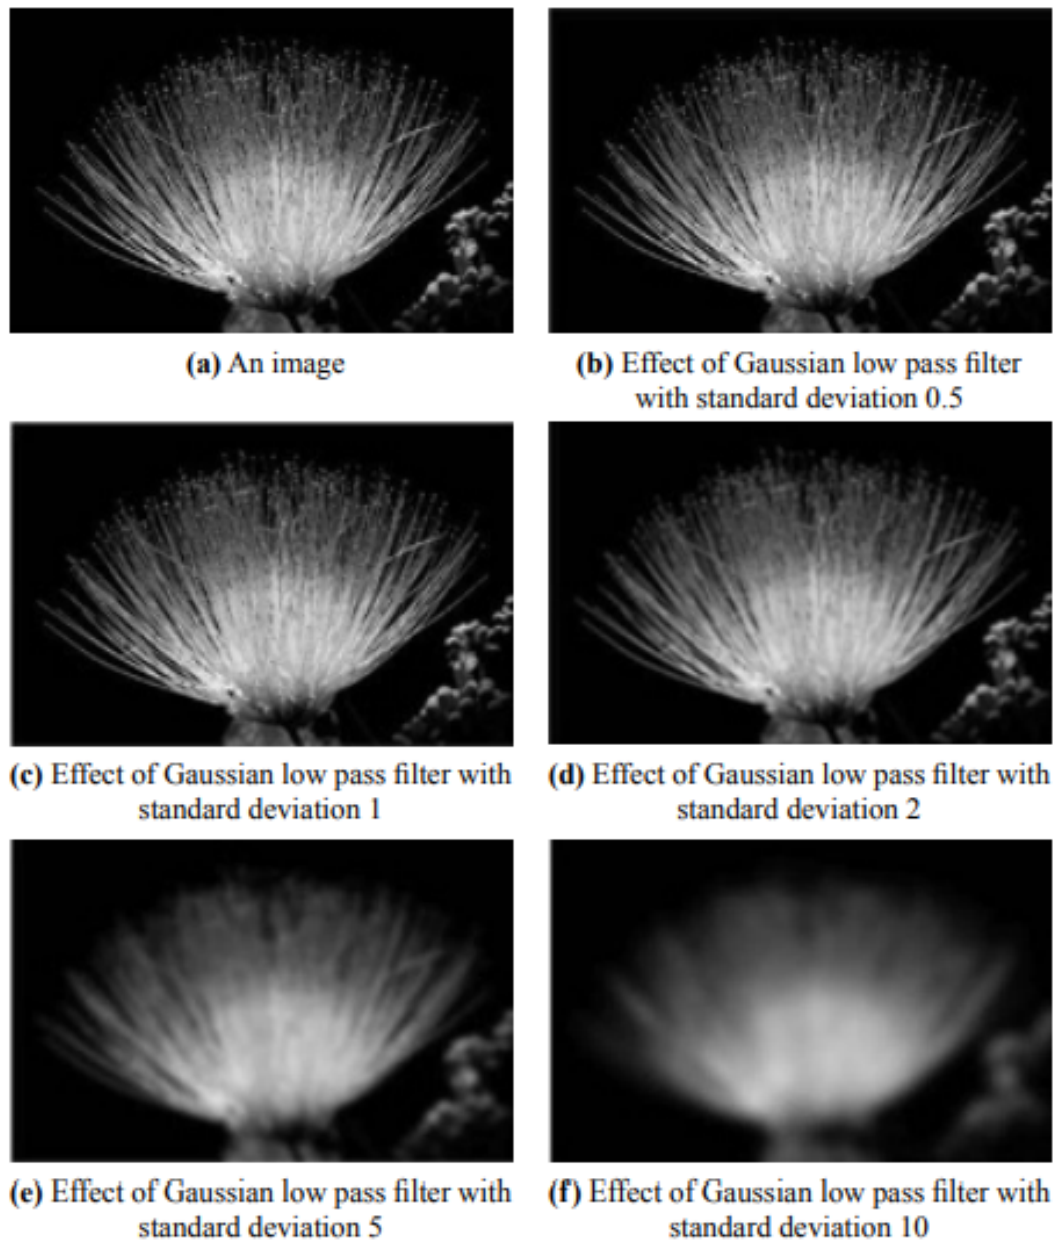 (a) An image
(b) Effect of Gaussian low pass filter
with standard deviation 0.5
(c) Effect of Gaussian low pass filter with
standard deviation 1
(d) Effect of Gaussian low pass filter with
standard deviation 2
(e) Effect of Gaussian low pass filter with
standard deviation 5
(f) Effect of Gaussian low pass filter with
standard deviation 10